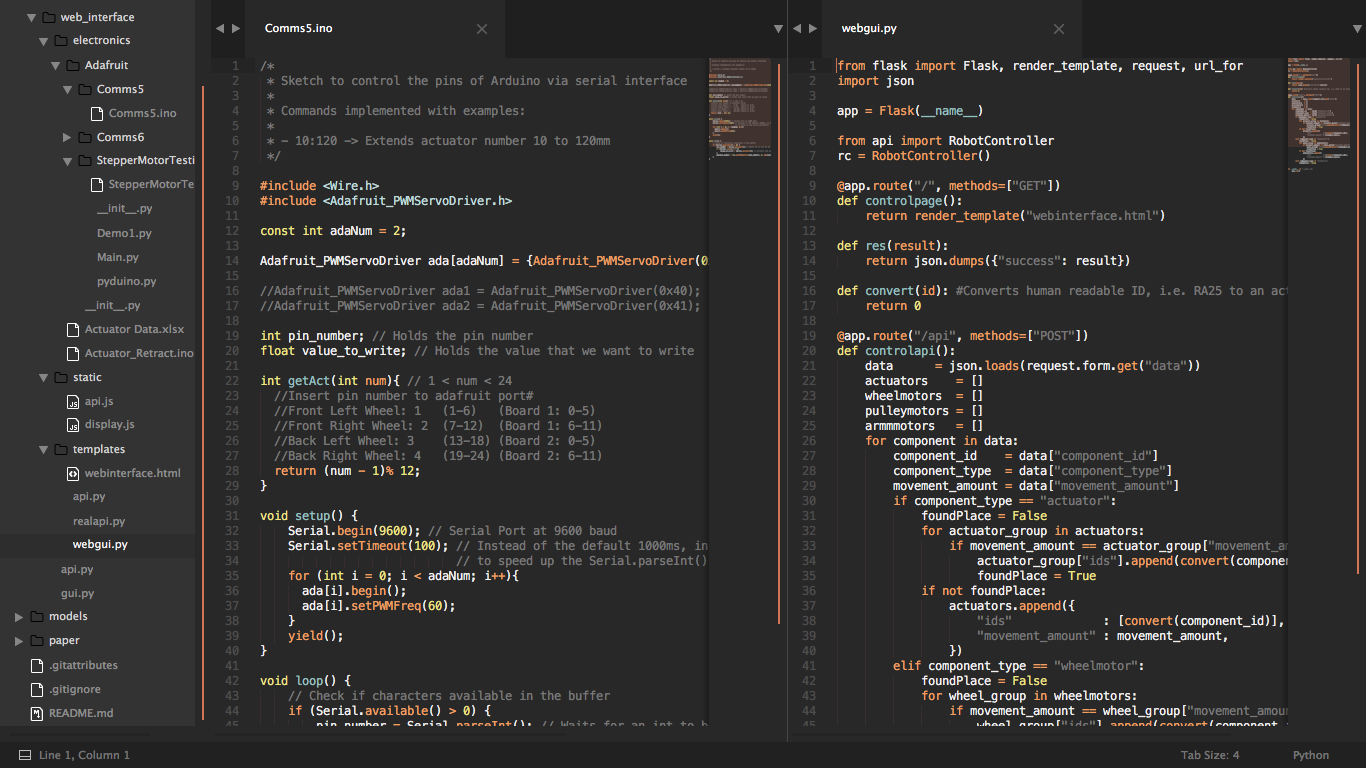 web_interface
electronics
Adafruit
Comms5
Comms5.ino
Comms6
StepperMotorTesti
StepperMotorTe
__init__.py
Demo1.py
Main.py
pyduino.py
__init__.py
Actuator Data.xlsx
Actuator_Retract.ino
static
api.js
display.js
templates
webinterface.html
api.py
realapi.py
webgui.py
api.py
gui.py
models
paper
.gitattributes
.gitignore
README.md
Comms5.ino
1 /*
2  * Sketch to control the pins of Arduino via serial interface
3  *
4  * Commands implemented with examples:
5  *
6  * - 10:120 -> Extends actuator number 10 to 120mm
7  */
8
9 #include <Wire.h>
10 #include <Adafruit_PWMServoDriver.h>
11
12 const int adaNum = 2;
13
14 Adafruit_PWMServoDriver ada[adaNum] = {Adafruit_PWMServoDriver(0
15
16 //Adafruit_PWMServoDriver ada1 = Adafruit_PWMServoDriver(0x40);
17 //Adafruit_PWMServoDriver ada2 = Adafruit_PWMServoDriver(0x41);
18
19 int pin_number; // Holds the pin number
20 float value_to_write; // Holds the value that we want to write
21
22 int getAct(int num){ // 1 < num < 24
23   //Insert pin number to adafruit port#
24   //Front Left Wheel: 1   (1-6)   (Board 1: 0-5)
25   //Front Right Wheel: 2  (7-12)  (Board 1: 6-11)
26   //Back Left Wheel: 3    (13-18) (Board 2: 0-5)
27   //Back Right Wheel: 4   (19-24) (Board 2: 6-11)
28   return (num - 1)% 12;
29 }
30
31 void setup() {
32     Serial.begin(9600); // Serial Port at 9600 baud
33     Serial.setTimeout(100); // Instead of the default 1000ms, in
34                             // to speed up the Serial.parseInt()
35     for (int i = 0; i < adaNum; i++){
36       ada[i].begin();
37       ada[i].setPWMFreq(60);
38     }
39     yield();
40 }
41
42 void loop() {
43     // Check if characters available in the buffer
44     if (Serial.available() > 0) {
45         pin_number = Serial.parseInt(); // Waits for an int to b
webgui.py
1 from flask import Flask, render_template, request, url_for
2 import json
3
4 app = Flask(__name__)
5
6 from api import RobotController
7 rc = RobotController()
8
9 @app.route("/", methods=["GET"])
10 def controlpage():
11     return render_template("webinterface.html")
12
13 def res(result):
14     return json.dumps({"success": result})
15
16 def convert(id): #Converts human readable ID, i.e. RA25 to an ac
17     return 0
18
19 @app.route("/api", methods=["POST"])
20 def controlapi():
21     data      = json.loads(request.form.get("data"))
22     actuators    = []
23     wheelmotors  = []
24     pulleymotors = []
25     armmmotors   = []
26     for component in data:
27         component_id    = data["component_id"]
28         component_type  = data["component_type"]
29         movement_amount = data["movement_amount"]
30         if component_type == "actuator":
31             foundPlace = False
32             for actuator_group in actuators:
33                 if movement_amount == actuator_group["movement_a
34                     actuator_group["ids"].append(convert(compone
35                     foundPlace = True
36             if not foundPlace:
37                 actuators.append({
38                     "ids"             : [convert(component_id)],
39                     "movement_amount" : movement_amount,
40                 })
41         elif component_type == "wheelmotor":
42             foundPlace = False
43             for wheel_group in wheelmotors:
44                 if movement_amount == wheel_group["movement_amou
45                     wheel_group["ids"].append(convert(component_
Line 1, Column 1
Tab Size: 4
Python